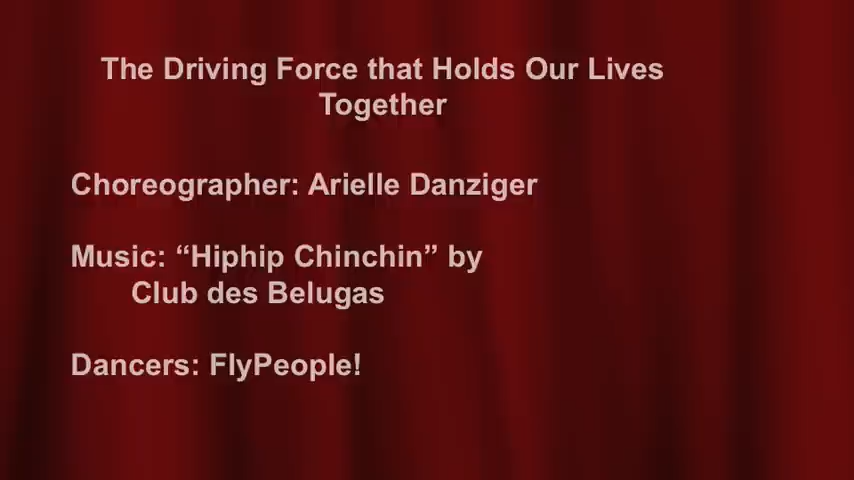 The Driving Force that Holds Our Lives
Together
Choreographer: Arielle Danziger
Music: “Hiphip Chinchin” by
Club des Belugas
Dancers: FlyPeople!